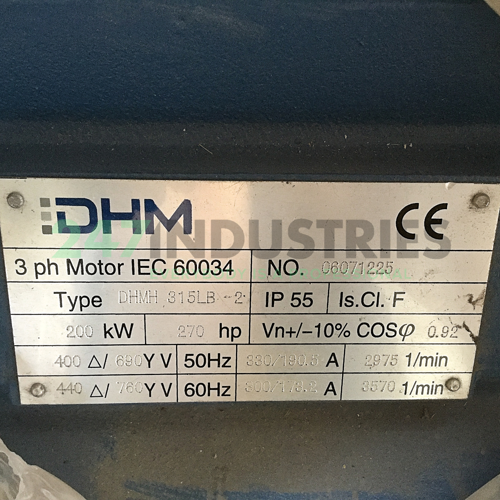 DHM CE
247 INDUSTRIES
3 ph Motor IEC 60034 NO. 06071225
Type DHMH 315LB -2 IP 55 Is.Cl. F
200 kW 270 hp Vn+/-10% COSφ 0.92
400 Δ/ 690 Y V 50Hz A 2975 1/min
440 Δ/ 760 Y V 60Hz A 3570 1/min